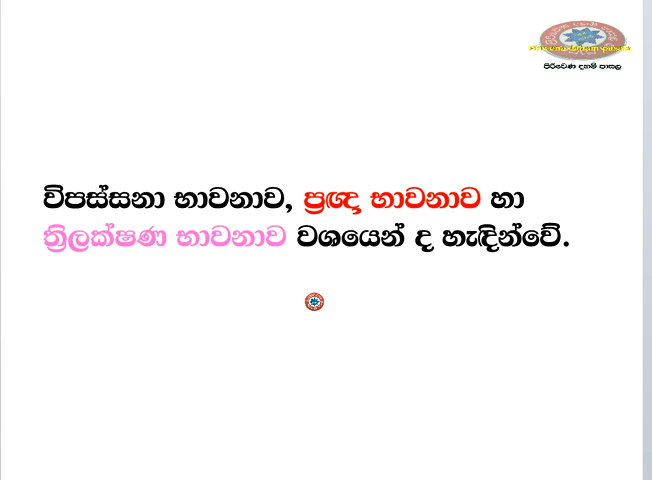 පිරිවෙණ දහම් පාසල
විපස්සනා භාවනාව, ප්‍රඥා භාවනාව හා
ත්‍රිලක්ෂණ භාවනාව වශයෙන් ද හැඳින්වේ.